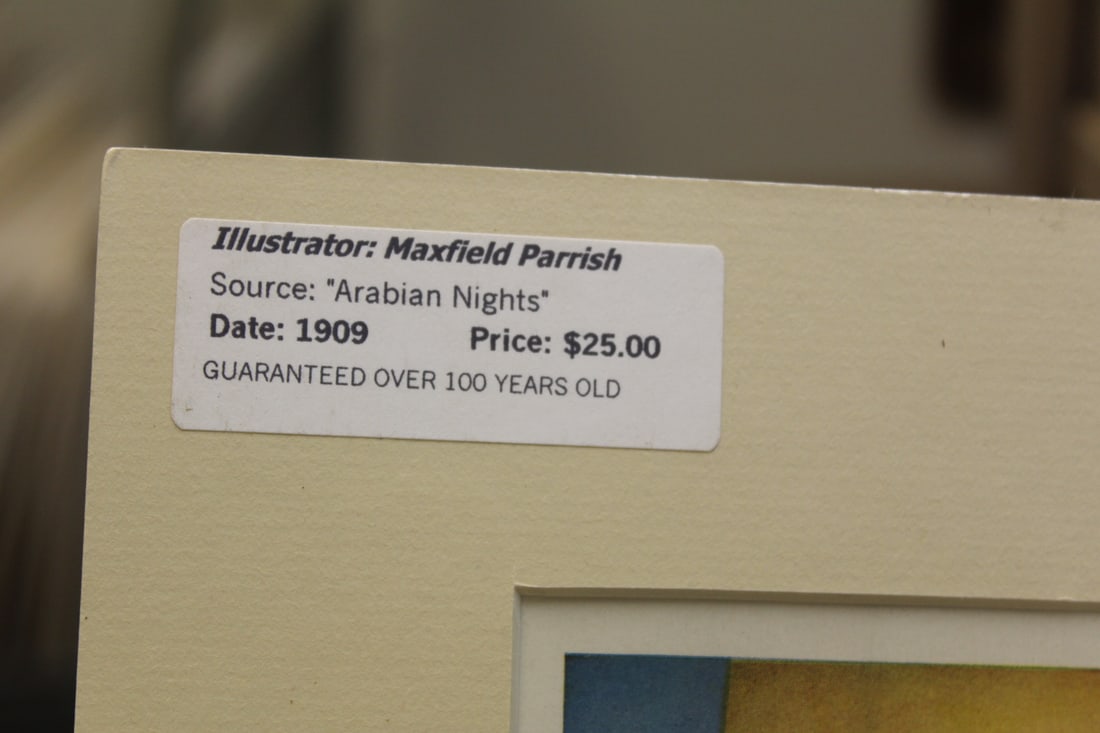 Illustrator: Maxfield Parrish
Source: "Arabian Nights"
Date: 1909 Price: $25.00
GUARANTEED OVER 100 YEARS OLD